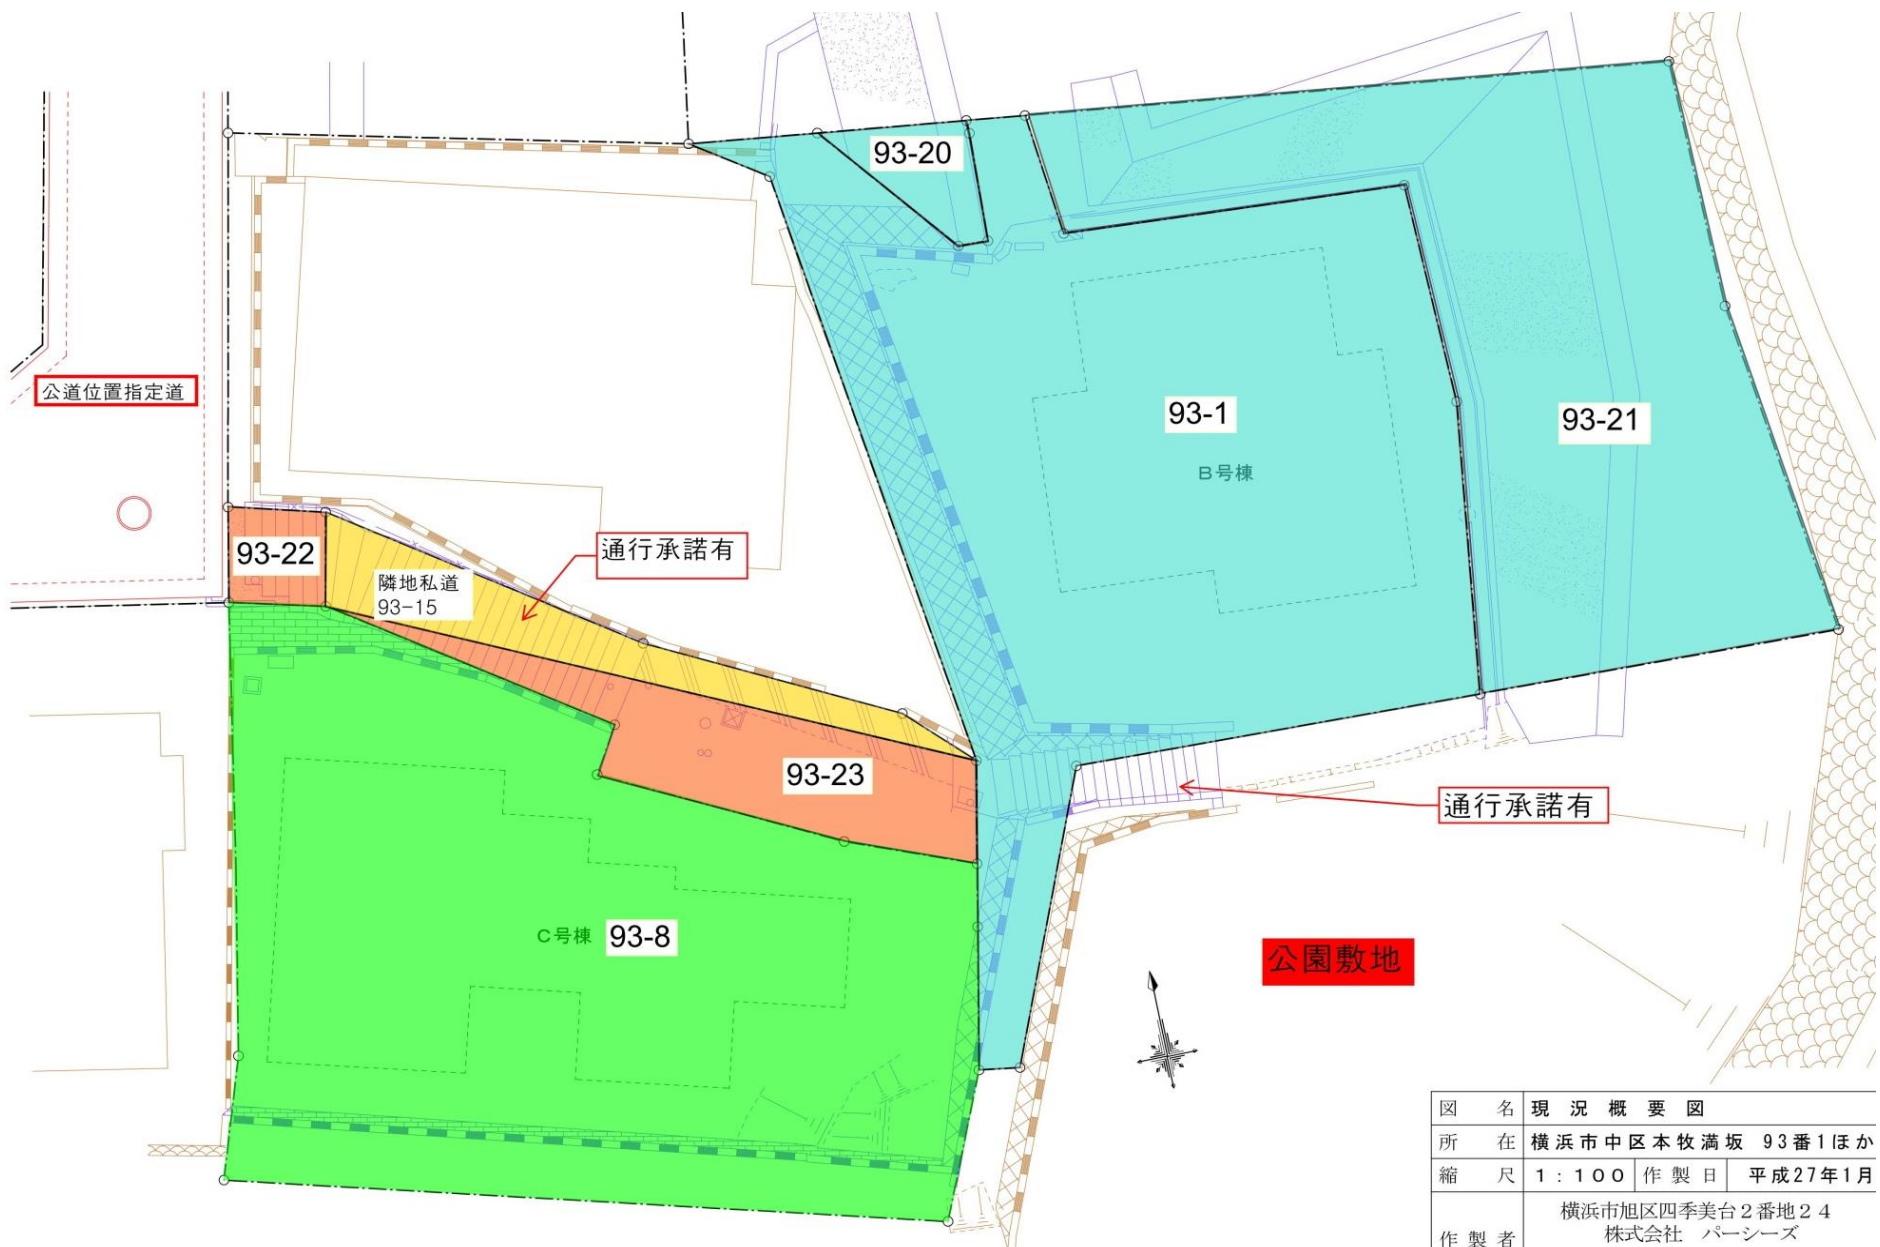 93-20
公道位置指定道
93-1
93-21
B号棟
93-22
通行承諾有
隣地私道
93-15
93-23
通行承諾有
C号棟 93-8
公園敷地
図 名 現 況 概 要 図
所 在 横浜市中区本牧満坂 93番1ほか
縮 尺 1:100 作製日 平成27年1月
作製者 横浜市旭区四季美台2番地24
株式会社 パーシーズ